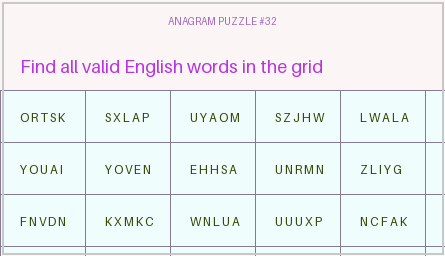 ANAGRAM PUZZLE #32
Find all valid English words in the grid
ORTSK SXLAP UYAOM SZJHW LWALA
YOUAI YOVEN EHHSA UNRMN ZLIYG
FNVDN KXMKC WNLUA UUUXP NCFAK